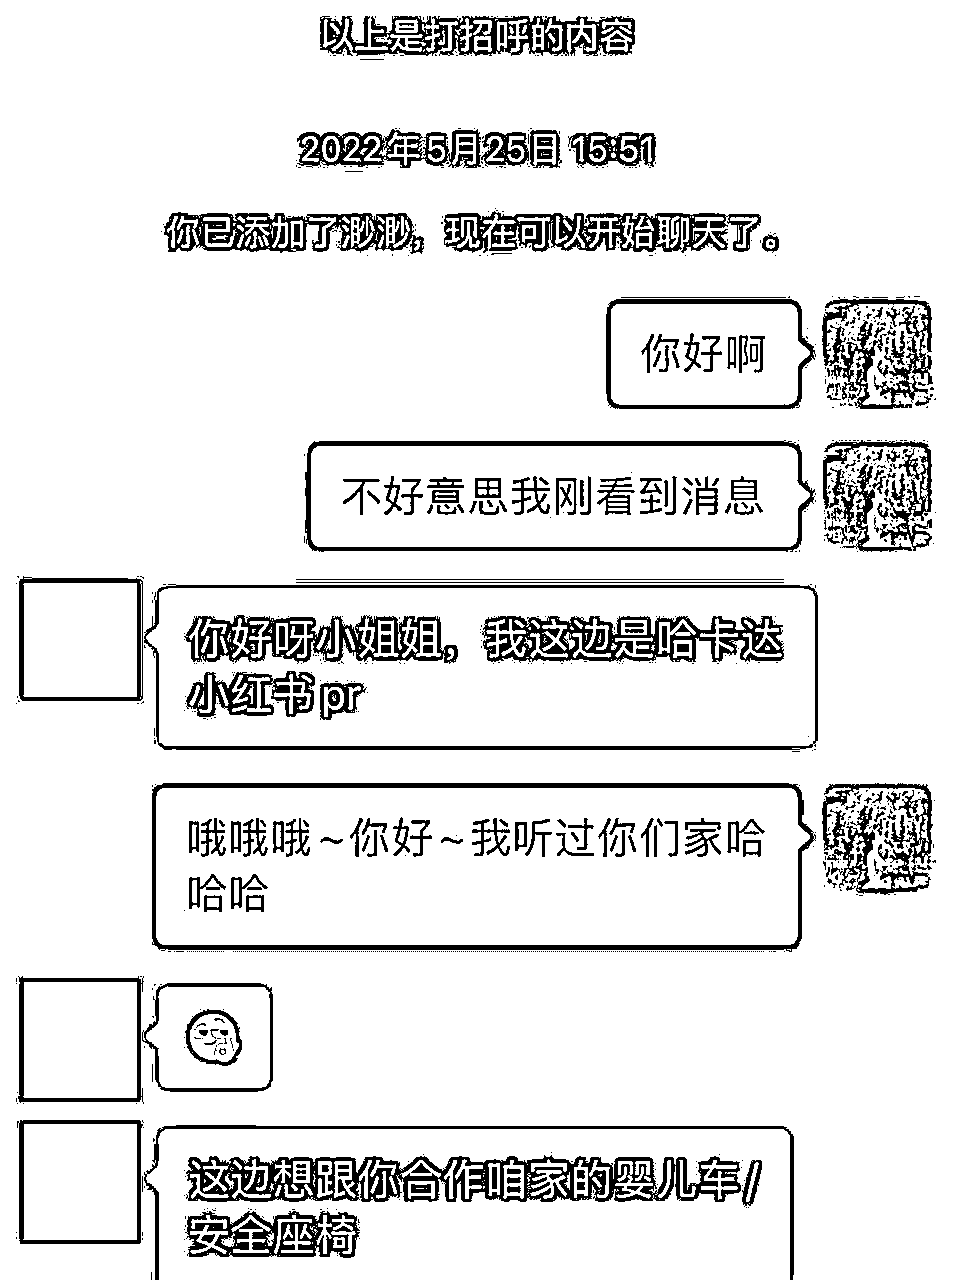 以上是打招呼的内容
2022年5月25日 15:51
你已添加了渺渺，现在可以开始聊天了。
你好啊
不好意思我刚看到消息
你好呀小姐姐，我这边是哈卡达
小红书pr
哦哦哦~你好~我听过你们家哈
哈哈
这边想跟你合作咱家的婴儿车/
安全座椅